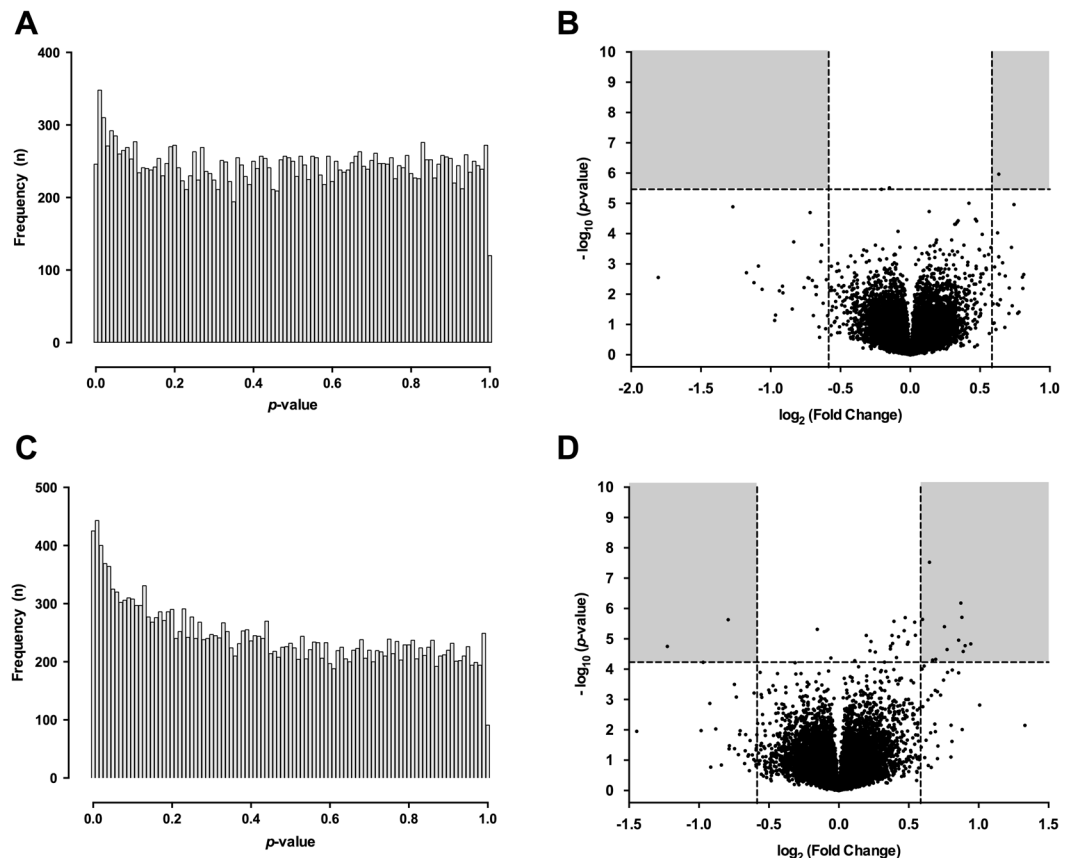 A
400
300
200
100
0
Frequency (n)
0.0 0.2 0.4 0.6 0.8 1.0
p-value
B
10
9
8
7
6
5
4
3
2
1
0
- log10 (p-value)
-2.0 -1.5 -1.0 -0.5 0.0 0.5 1.0
log2 (Fold Change)
C
500
400
300
200
100
0
Frequency (n)
0.0 0.2 0.4 0.6 0.8 1.0
p-value
D
10
9
8
7
6
5
4
3
2
1
0
- log10 (p-value)
-1.5 -1.0 -0.5 0.0 0.5 1.0 1.5
log2 (Fold Change)